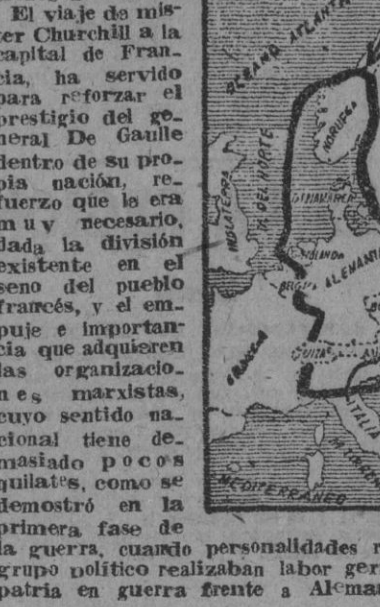 El viaje de mis-
ter Churchill a la
capital de Fran-
cia, ha servido
para reforzar el
prestigio del ge-
neral De Gaulle
dentro de su pro-
pia nación, re-
fuerzo que le era
muy necesario,
dada la división
existente en el
seno del pueblo
francés, y el em-
puje e importan-
cia que adquieren
las organizacio-
nes marxistas,
cuyo sentido na-
cional tiene de-
masiado pocos
quilates, como se
demostró en la
primera fase de
la guerra, cuando personalidades
grupo político realizaban labor ger
patria en guerra frente a Alema
OCEANO ATLANTI
NORUEGA
M. DEL NORTE
INGLATERRA
DINAMARCA
HOLANDA
ALEMANI
FRANCIA
SUIZA
ITALIA
MEDITERRANEO